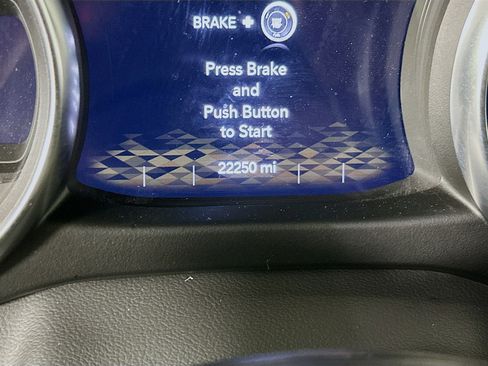 BRAKE +
Press Brake
and
Push Button
to Start
22250 mi